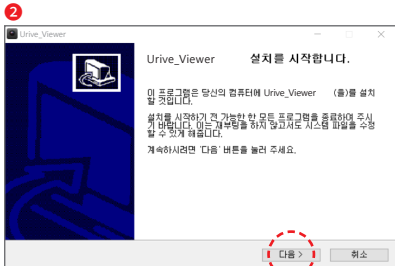 2
Urive_Viewer
Urive_Viewer 설치를 시작합니다.
이 프로그램은 당신의 컴퓨터에 Urive_Viewer (을)를 설치
할 것입니다.
설치를 시작하기 전 가능한 한 모든 프로그램을 종료하여 주시
기 바랍니다. 이는 재부팅을 하지 않고서도 시스템 파일을 수정
할 수 있게 해줍니다.
계속하시려면 '다음' 버튼을 눌러 주세요.
다음 > 취소